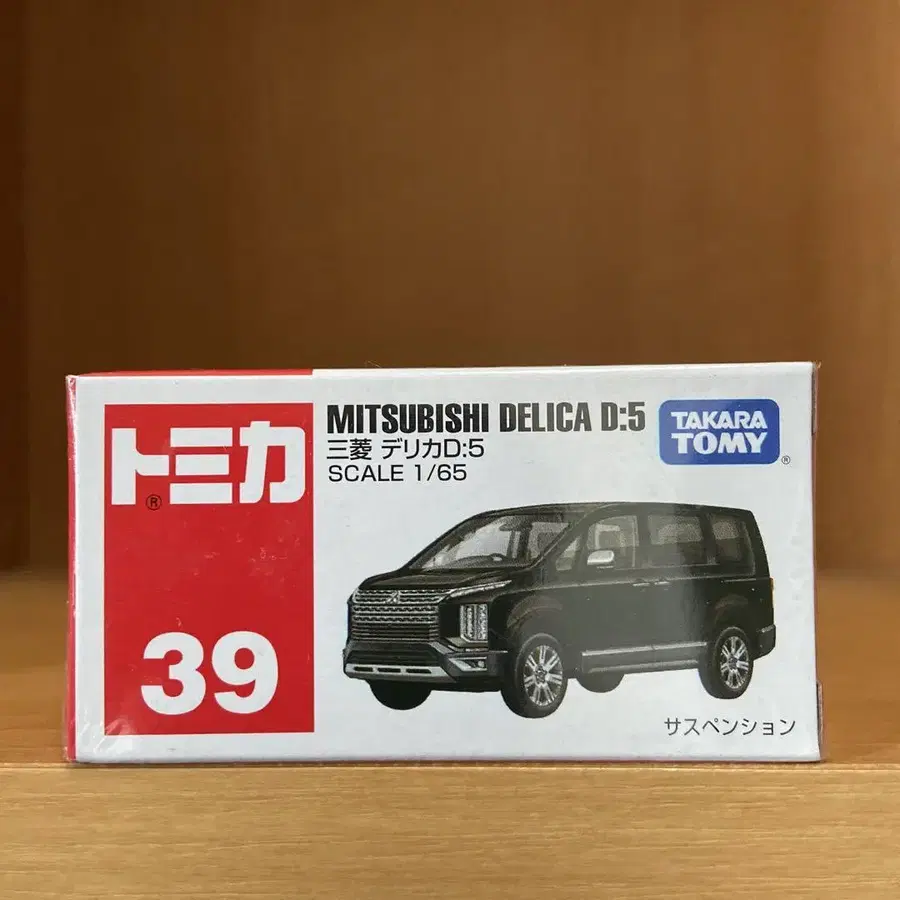 トミカ®
39
MITSUBISHI DELICA D:5
三菱 デリカD:5
SCALE 1/65
TAKARA
TOMY®
サスペンション